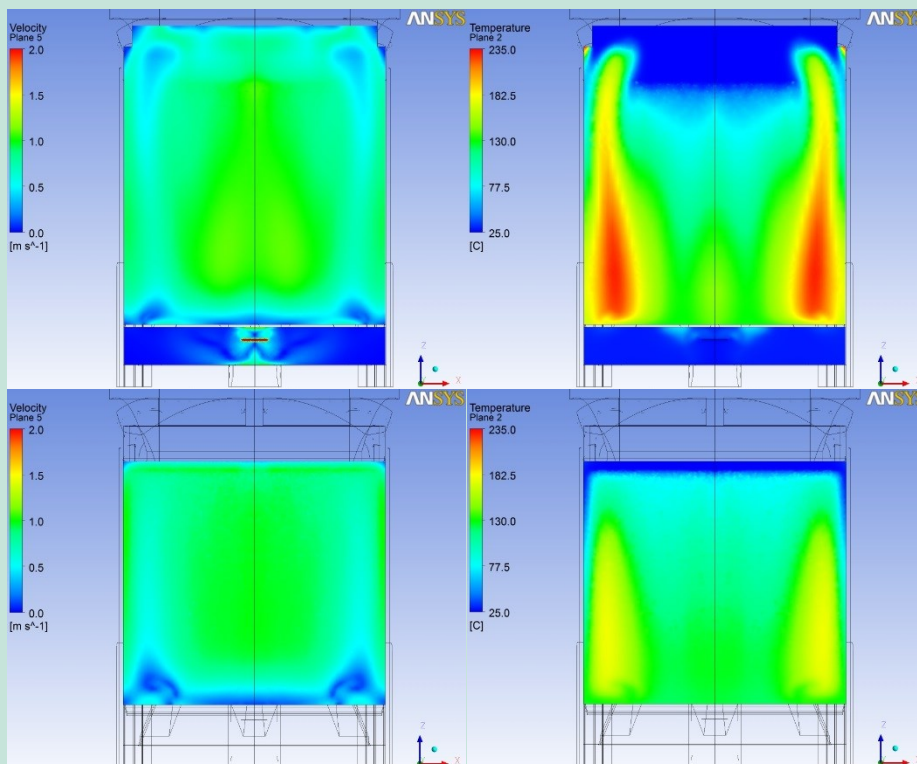 Velocity
Plane 5
2.0
1.5
1.0
0.5
0.0
[m s^-1]
ANSYS
Z
Y
X
Temperature
Plane 2
235.0
182.5
130.0
77.5
25.0
[C]
ANSYS
Z
Y
X
Velocity
Plane 5
2.0
1.5
1.0
0.5
0.0
[m s^-1]
ANSYS
Z
Y
X
Temperature
Plane 2
235.0
182.5
130.0
77.5
25.0
[C]
ANSYS
Z
Y
X